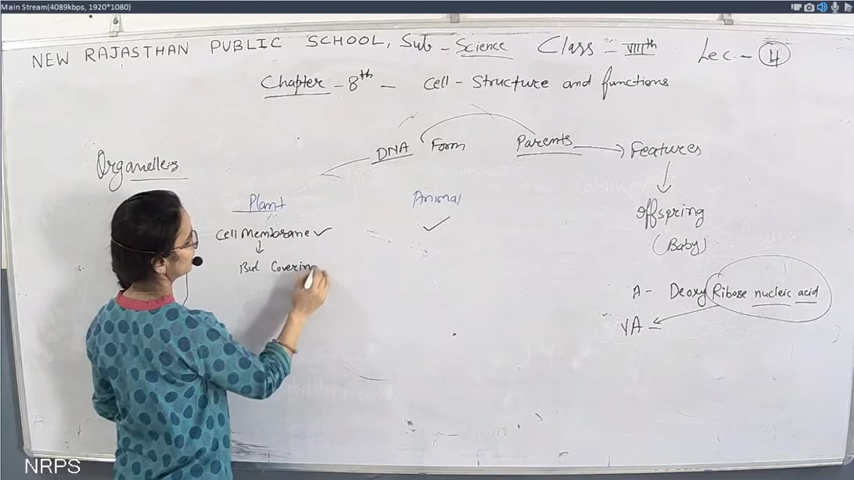 Main Stream(4089kbps, 1920*1080)
NEW RAJASTHAN PUBLIC SCHOOL, Sub - Science Class - VIIIth Lec - 4
Chapter - 8th - Cell - Structure and functions
Organelles
DNA Form Parents Features
Plant Animal
Offspring
(Baby)
Cell Membrane ✓ ✓
But Covering
A - Deoxy Ribose nucleic acid
VA -
NRPS